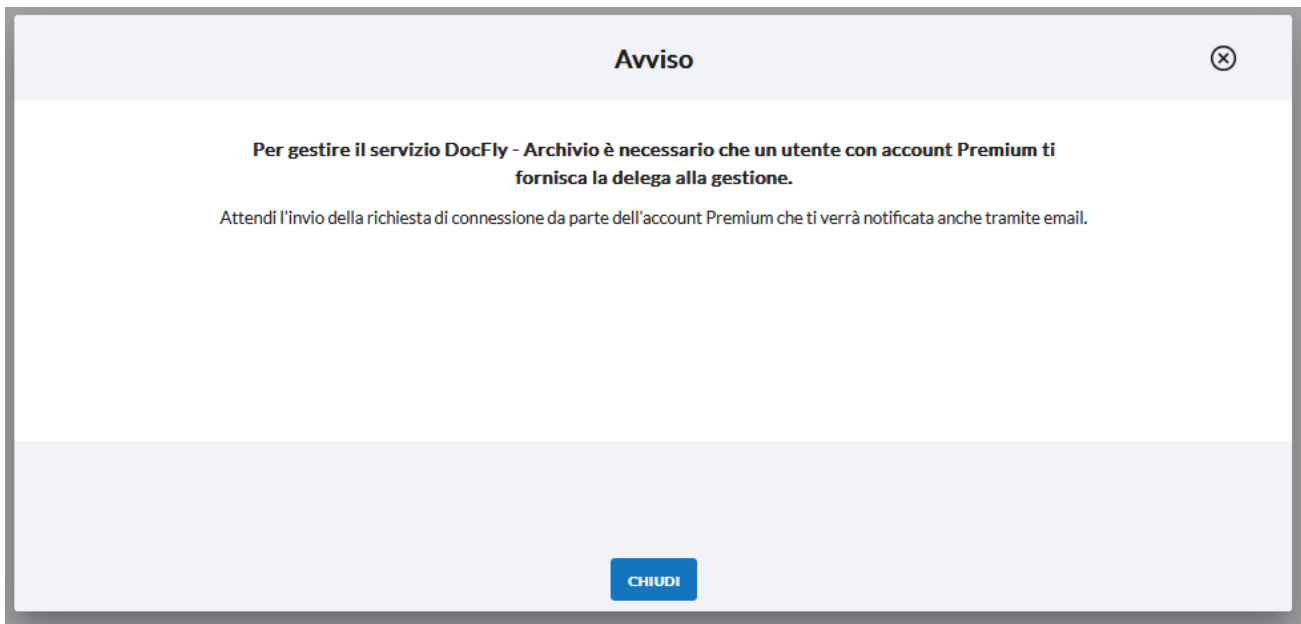 Avviso
Per gestire il servizio DocFly - Archivio è necessario che un utente con account Premium ti
fornisca la delega alla gestione.
Attendi l'invio della richiesta di connessione da parte dell'account Premium che ti verrà notificata anche tramite email.
CHIUDI